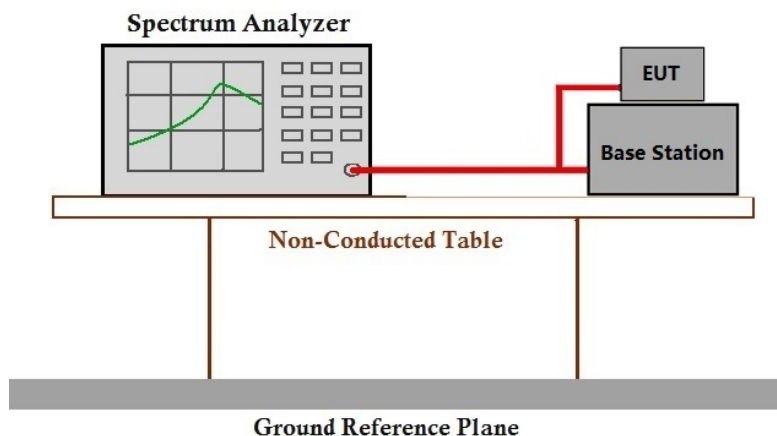 Spectrum Analyzer
EUT
Base Station
Non-Conducted Table
Ground Reference Plane